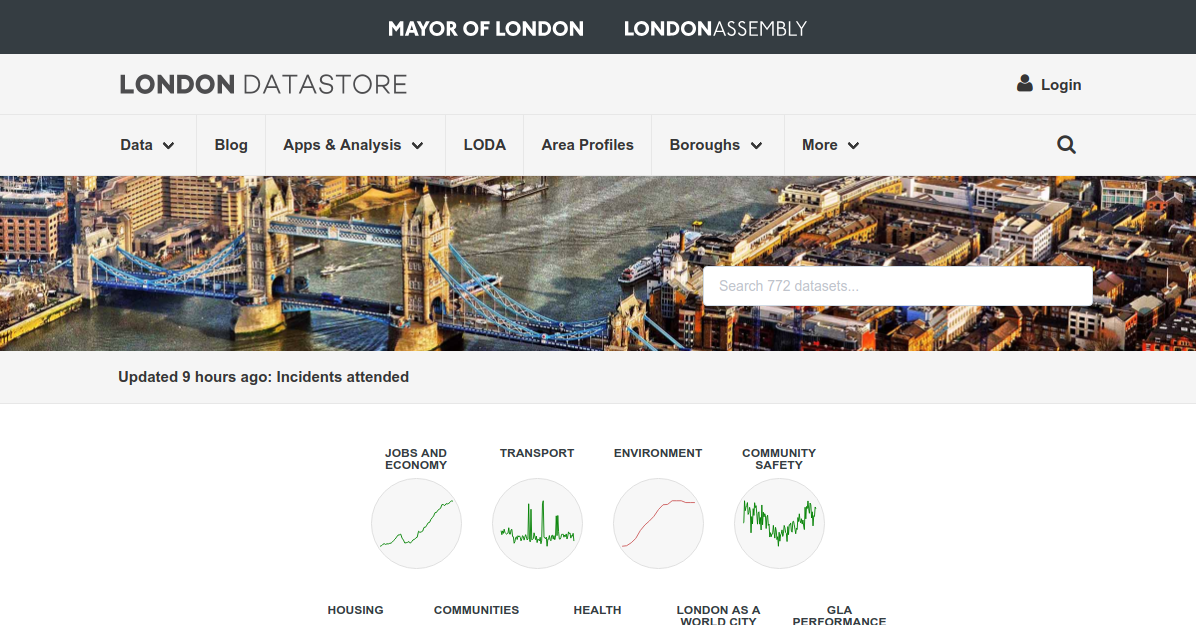 MAYOR OF LONDON LONDONASSEMBLY
LONDON DATASTORE Login
Data Blog Apps & Analysis LODA Area Profiles Boroughs More
Search 772 datasets...
Updated 9 hours ago: Incidents attended
JOBS AND ECONOMY
TRANSPORT
ENVIRONMENT
COMMUNITY SAFETY
HOUSING
COMMUNITIES
HEALTH
LONDON AS A WORLD CITY
GLA PERFORMANCE